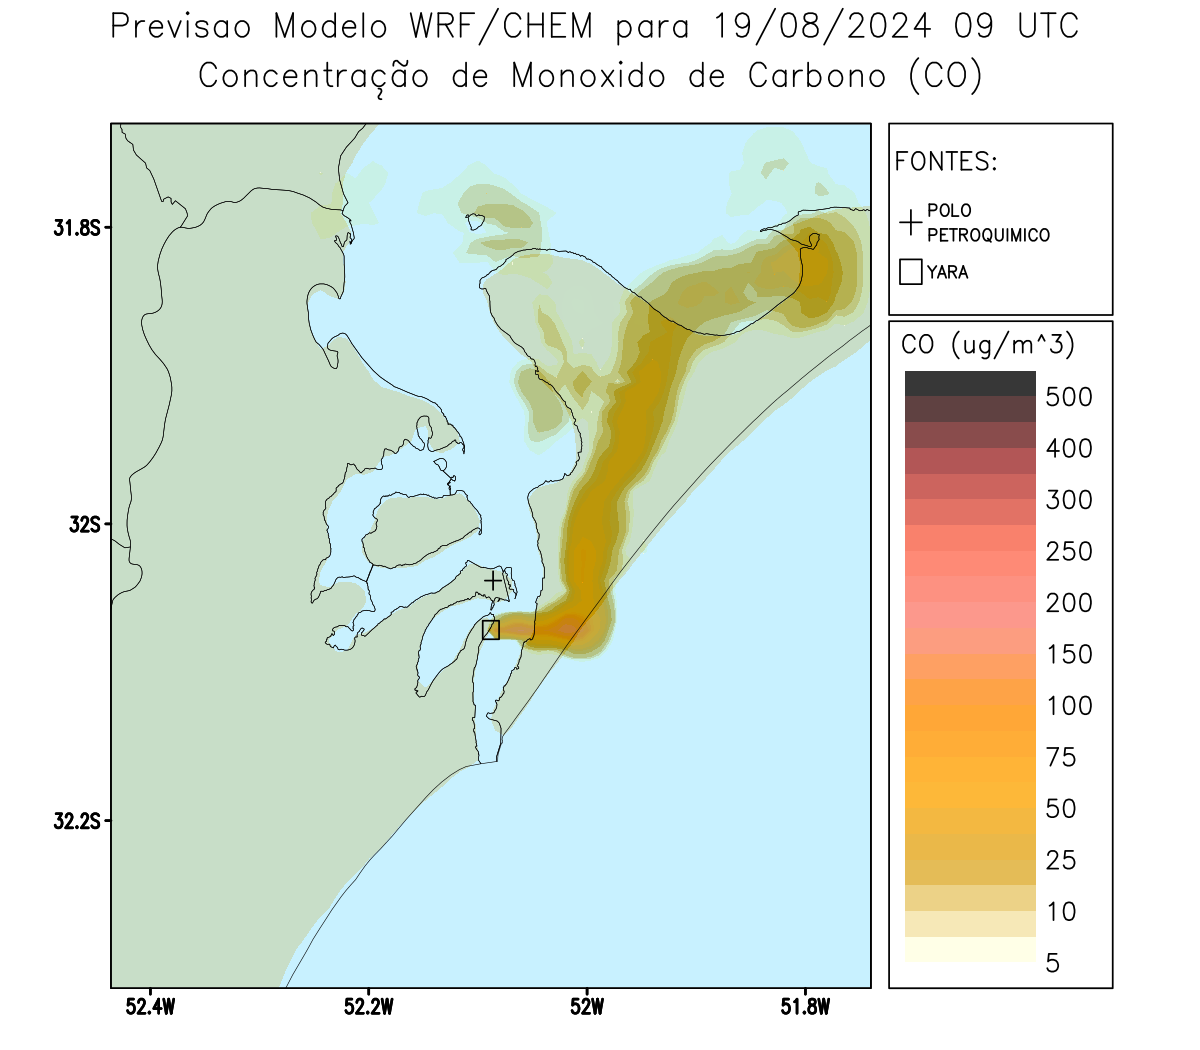 Previsao Modelo WRF/CHEM para 19/08/2024 09 UTC
Concentração de Monoxido de Carbono (CO)
FONTES:
POLO
PETROQUIMICO
YARA
CO (ug/m^3)
500
400
300
250
200
150
100
75
50
25
10
5
31.8S
32S
32.2S
52.4W
52.2W
52W
51.8W